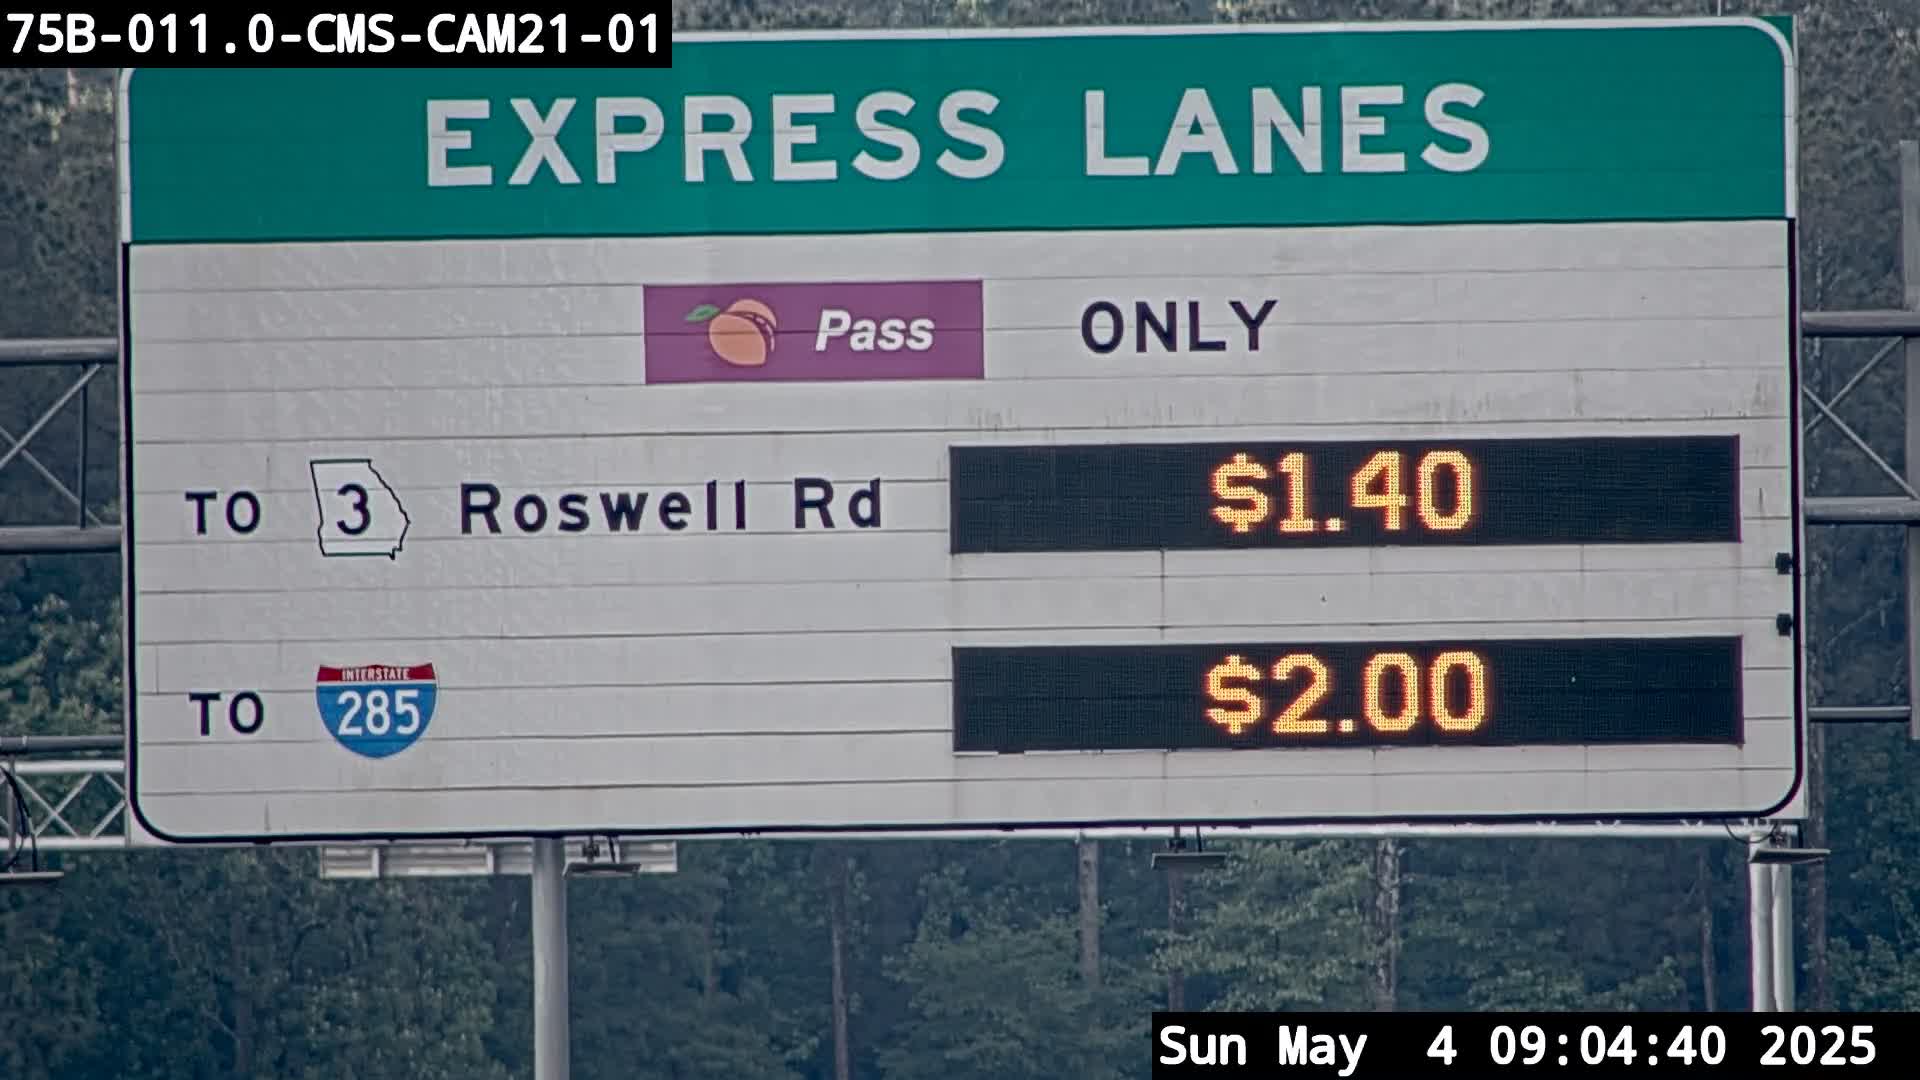 75B-011.0-CMS-CAM21-01
EXPRESS LANES
Pass ONLY
TO 3 Roswell Rd $1.40
TO INTERSTATE 285 $2.00
Sun May 4 09:04:40 2025